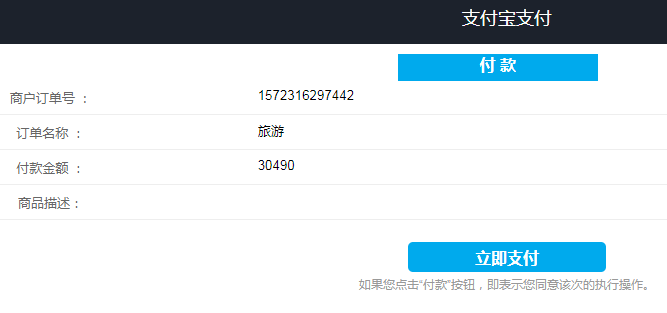 支付宝支付
付 款
商户订单号 ： 1572316297442
订单名称 ： 旅游
付款金额 ： 30490
商品描述：
立即支付
如果您点击“付款”按钮，即表示您同意该次的执行操作。